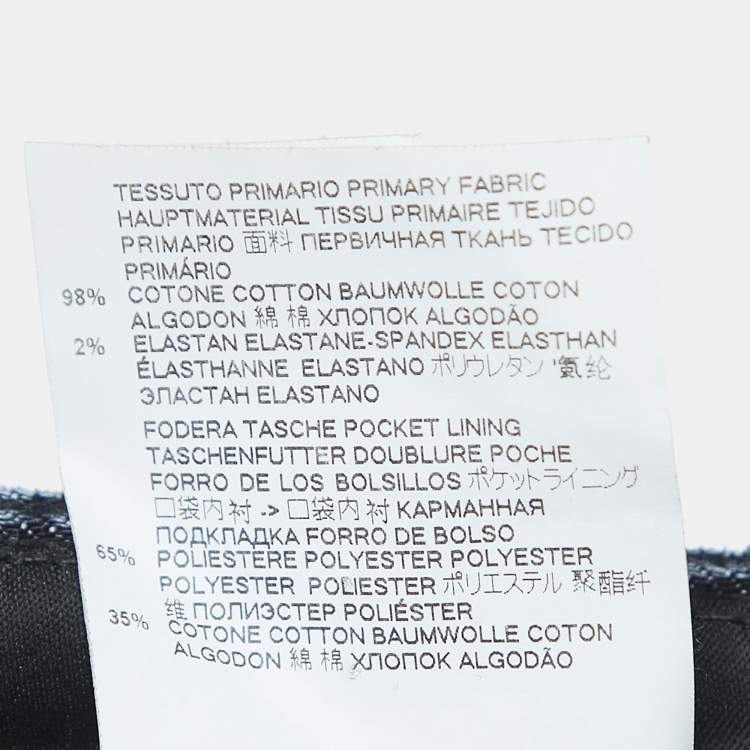 TESSUTO PRIMARIO PRIMARY FABRIC
HAUPTMATERIAL TISSU PRIMAIRE TEJIDO
PRIMARIO 面料 ПЕРВИЧНАЯ ТКАНЬ TECIDO
PRIMÁRIO
98% COTONE COTTON BAUMWOLLE COTON
ALGODON 綿 棉 ХЛОПОК ALGODÃO
2% ELASTAN ELASTANE-SPANDEX ELASTHAN
ÉLASTHANNE ELASTANO ポリウレタン '氨纶
ЭЛАСТАН ELASTANO
FODERA TASCHE POCKET LINING
TASCHENFUTTER DOUBLURE POCHE
FORRO DE LOS BOLSILLOS ポケットライニング
口袋内衬 -> 口袋内衬 КАРМАННАЯ
ПОДКЛАДКА FORRO DE BOLSO
65% POLIESTERE POLYESTER POLYESTER
POLYESTER POLIESTER ポリエステル 聚酯纤
维 ПОЛИЭСТЕР POLIÉSTER
35% COTONE COTTON BAUMWOLLE COTON
ALGODON 綿 棉 ХЛОПОК ALGODÃO